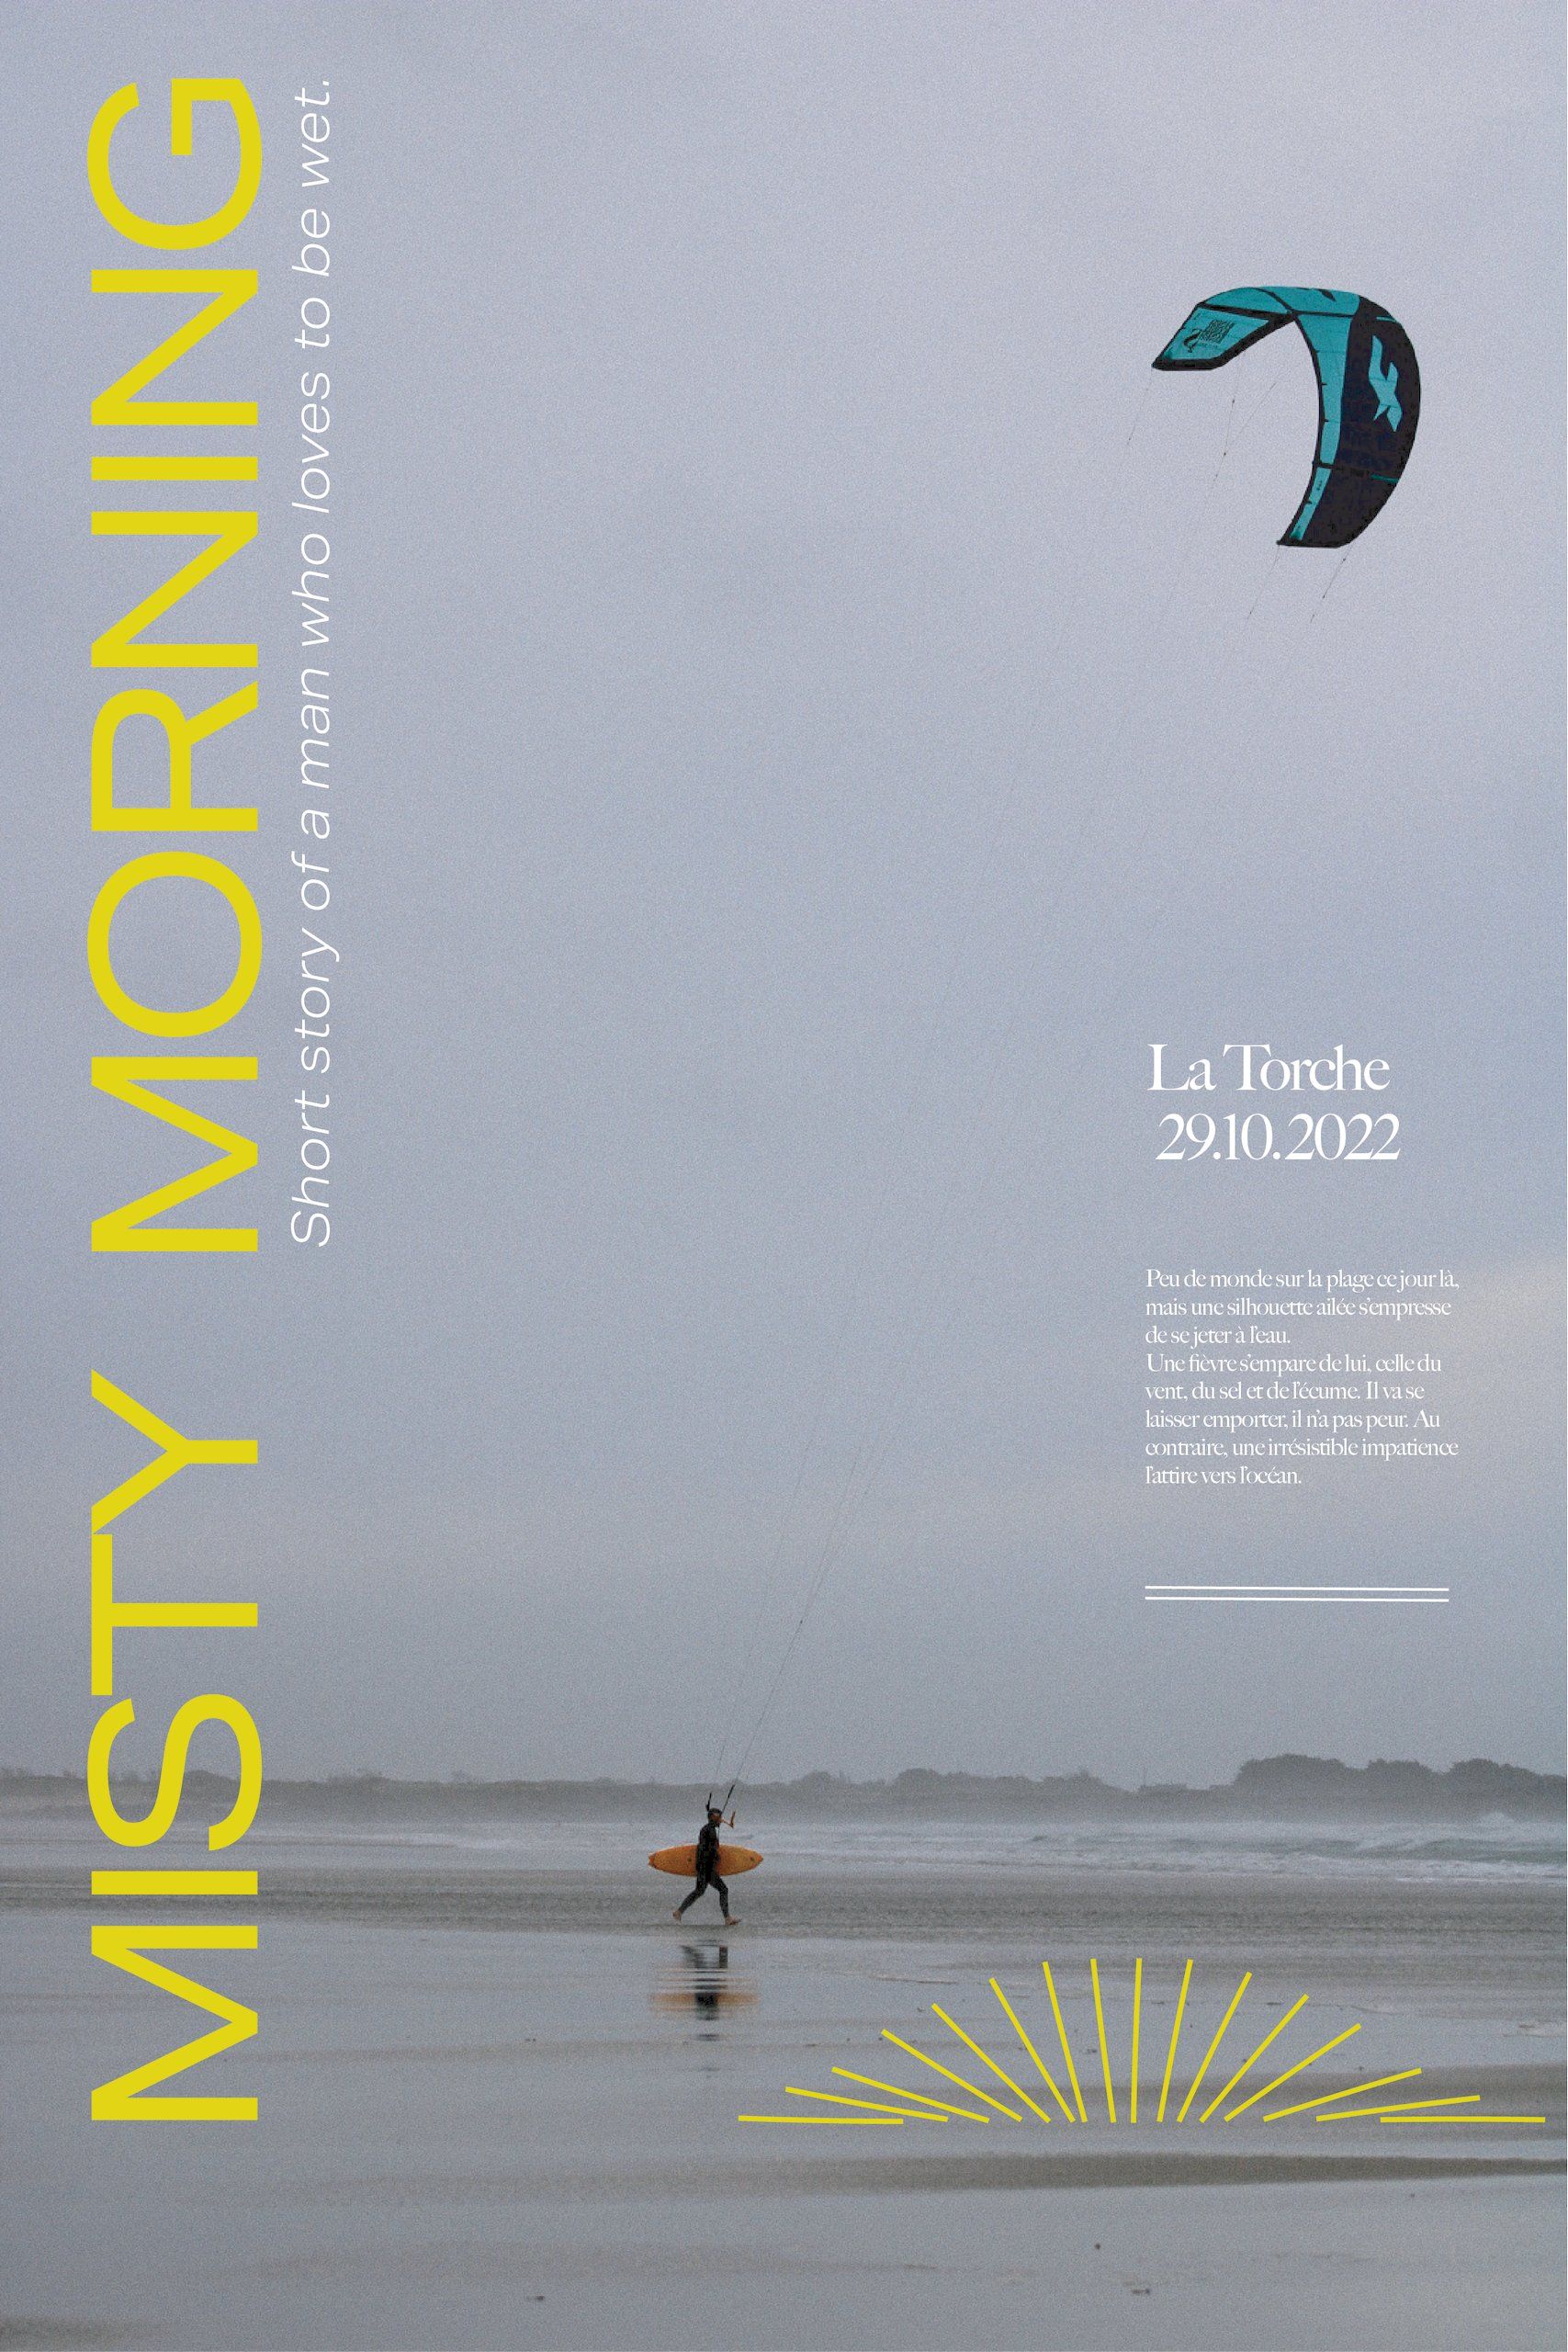 MISTY MORNING
Short story of a man who loves to be wet.
La Torche
29.10.2022
Peu de monde sur la plage ce jour là,
mais une silhouette ailée s'empresse
de se jeter à l'eau.
Une fièvre s'empare de lui, celle du
vent, du sel et de l'écume. Il va se
laisser emporter, il n'a pas peur. Au
contraire, une irrésistible impatience
l'attire vers l'océan.